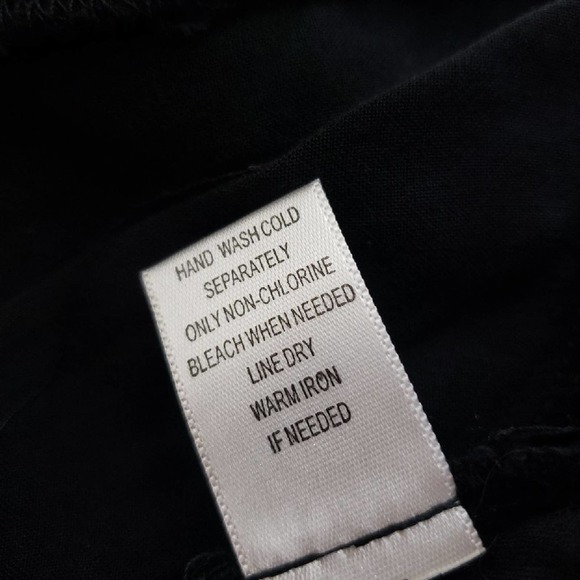 HAND WASH COLD
SEPARATELY
ONLY NON-CHLORINE
BLEACH WHEN NEEDED
LINE DRY
WARM IRON
IF NEEDED